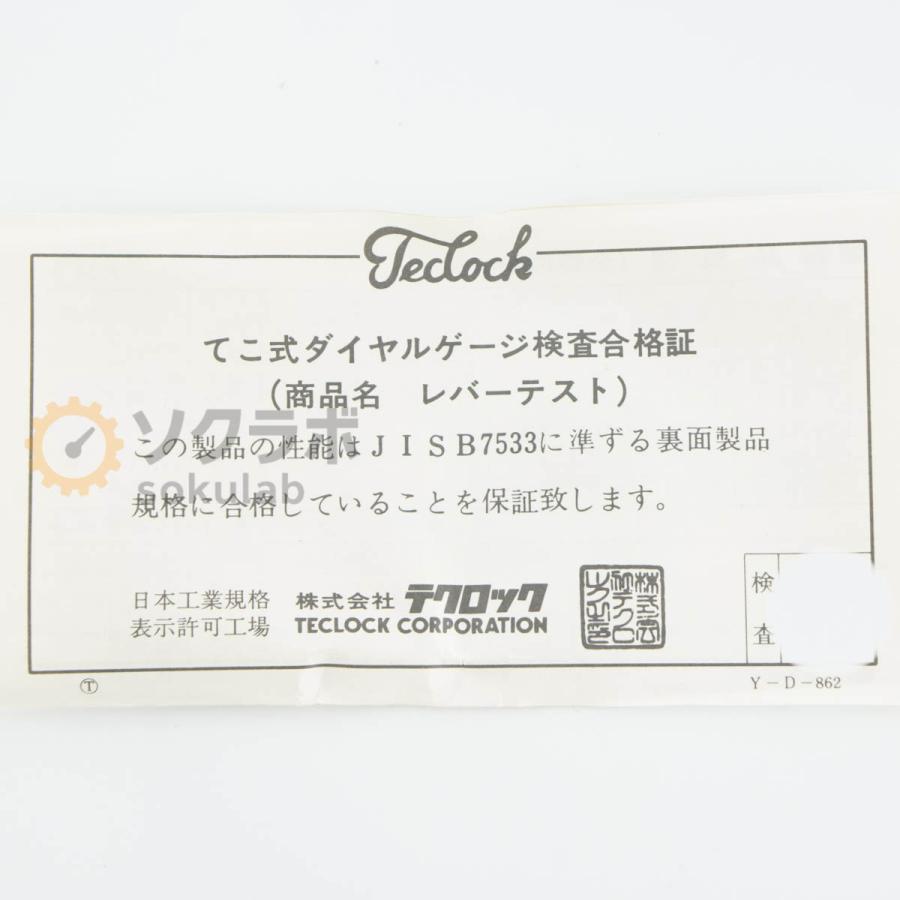 Teclock
てこ式ダイヤルゲージ検査合格証
(商品名 レバーテスト)
ソクラボ
この製品の性能はJIS B7533に準ずる裏面製品
sokulab
規格に合格していることを保証致します。
日本工業規格
表示許可工場
株式会社 テクロック
TECLOCK CORPORATION
検
査
Ⓣ
Y-D-862